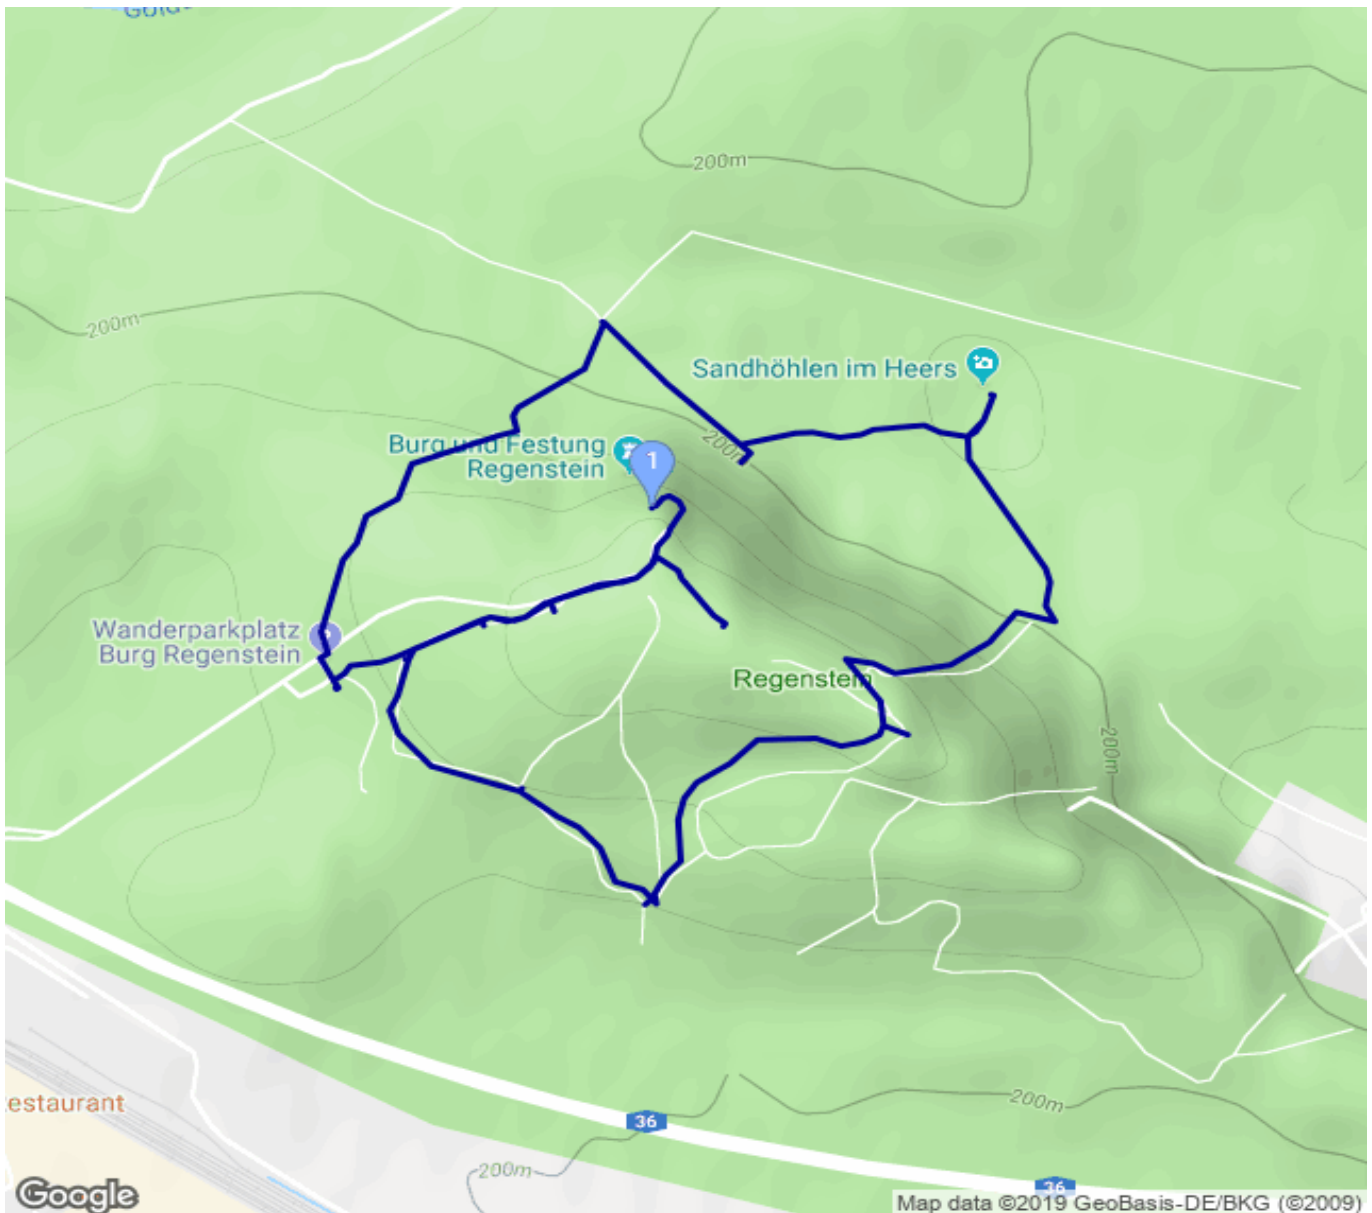 200m
200m
Sandhöhlen im Heers
200m
Burg und Festung
Regenstein
1
Wanderparkplatz
Burg Regenstein
P
Regenstein
200m
estaurant
36
200m
200m
36
Google
Map data ©2019 GeoBasis-DE/BKG (©2009)